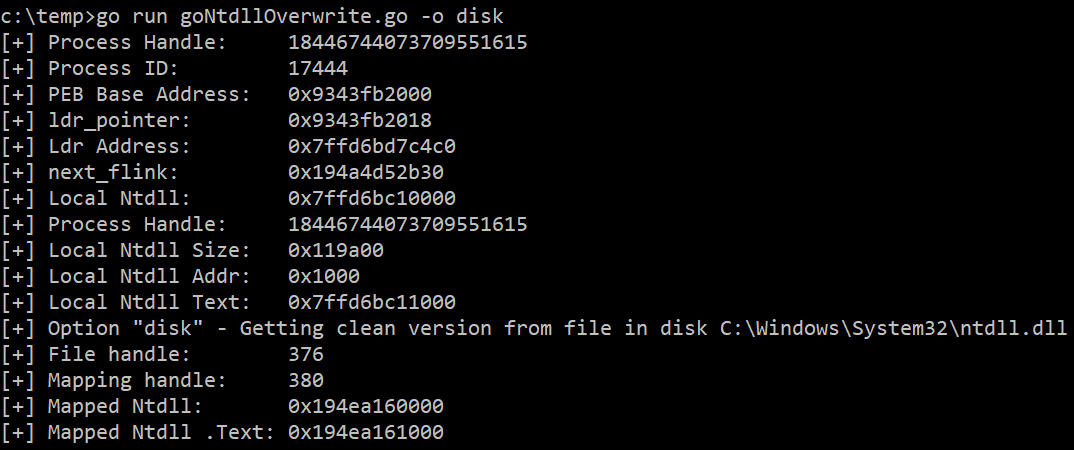 c:\temp>go run goNtdllOverwrite.go -o disk
[+] Process Handle:     18446744073709551615
[+] Process ID:         17444
[+] PEB Base Address:   0x9343fb2000
[+] ldr_pointer:        0x9343fb2018
[+] Ldr Address:        0x7ffd6bd7c4c0
[+] next_flink:         0x194a4d52b30
[+] Local Ntdll:        0x7ffd6bc10000
[+] Process Handle:     18446744073709551615
[+] Local Ntdll Size:   0x119a00
[+] Local Ntdll Addr:   0x1000
[+] Local Ntdll Text:   0x7ffd6bc11000
[+] Option "disk" - Getting clean version from file in disk C:\Windows\System32\ntdll.dll
[+] File handle:        376
[+] Mapping handle:     380
[+] Mapped Ntdll:       0x194ea160000
[+] Mapped Ntdll .Text: 0x194ea161000